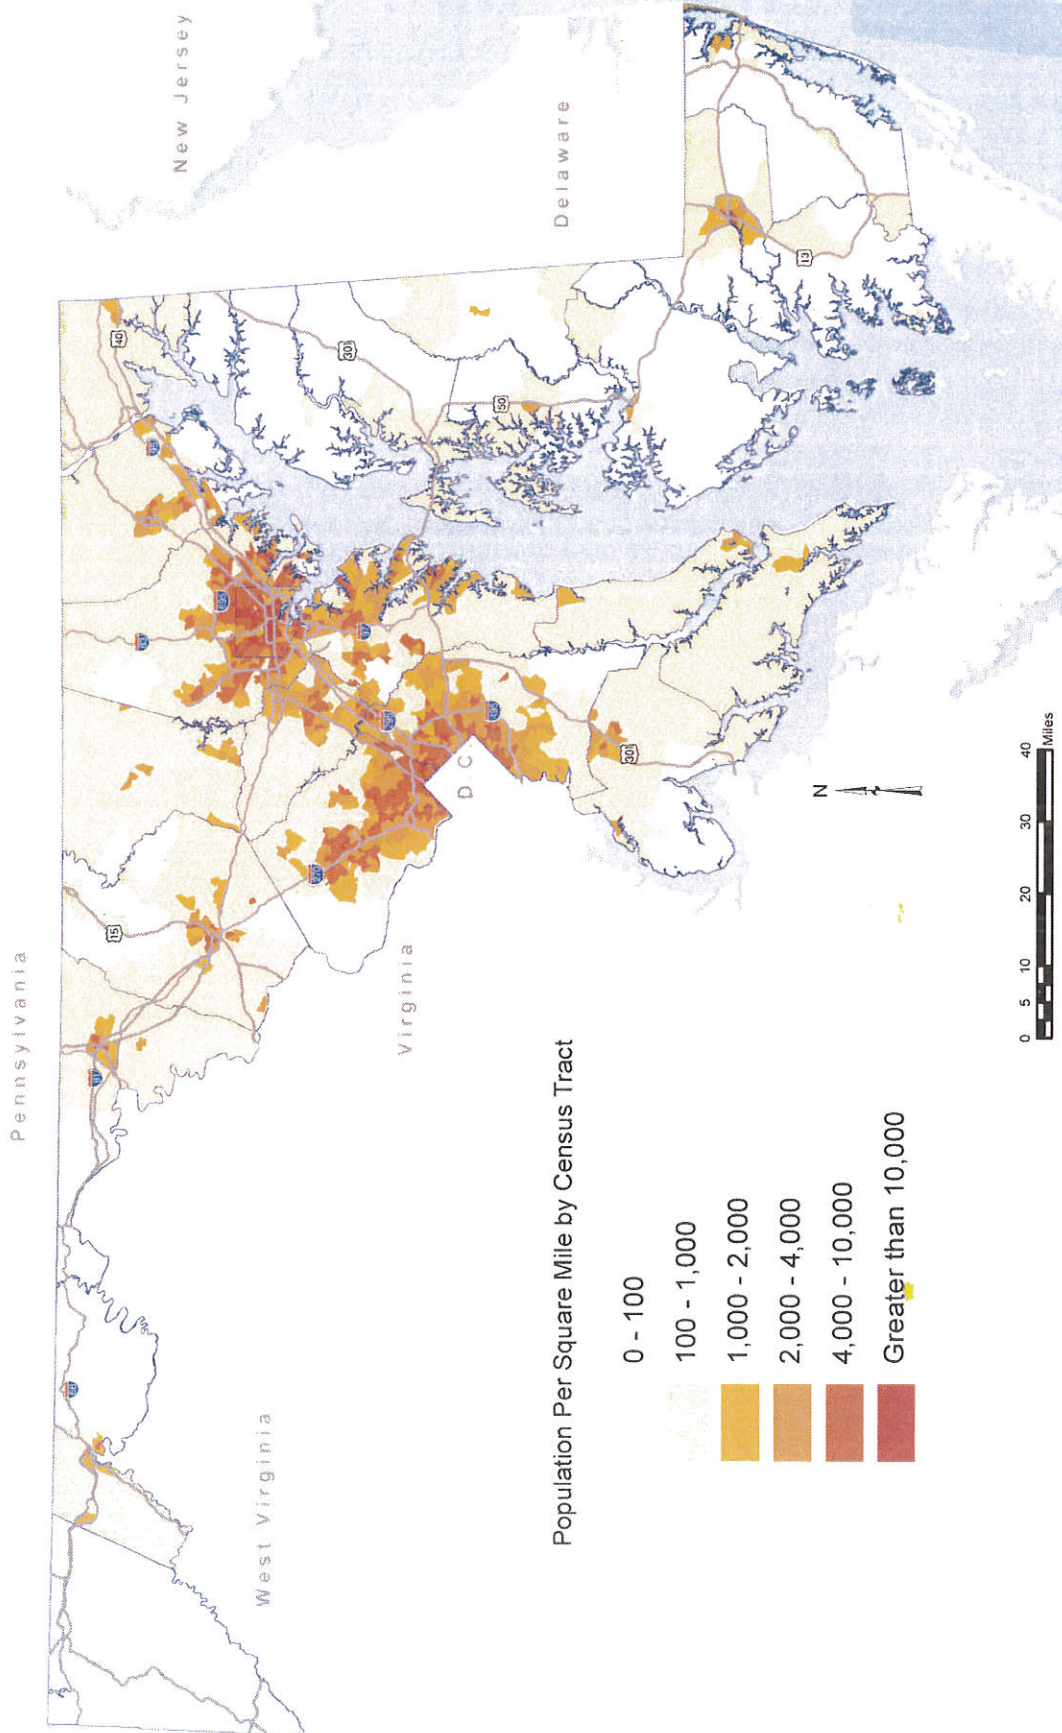 Pennsylvania
New Jersey
Delaware
West Virginia
Virginia
D.C.
15
40
301
50
13
301
270
Population Per Square Mile by Census Tract
0 - 100
100 - 1,000
1,000 - 2,000
2,000 - 4,000
4,000 - 10,000
Greater than 10,000
N
0 5 10 20 30 40
Miles